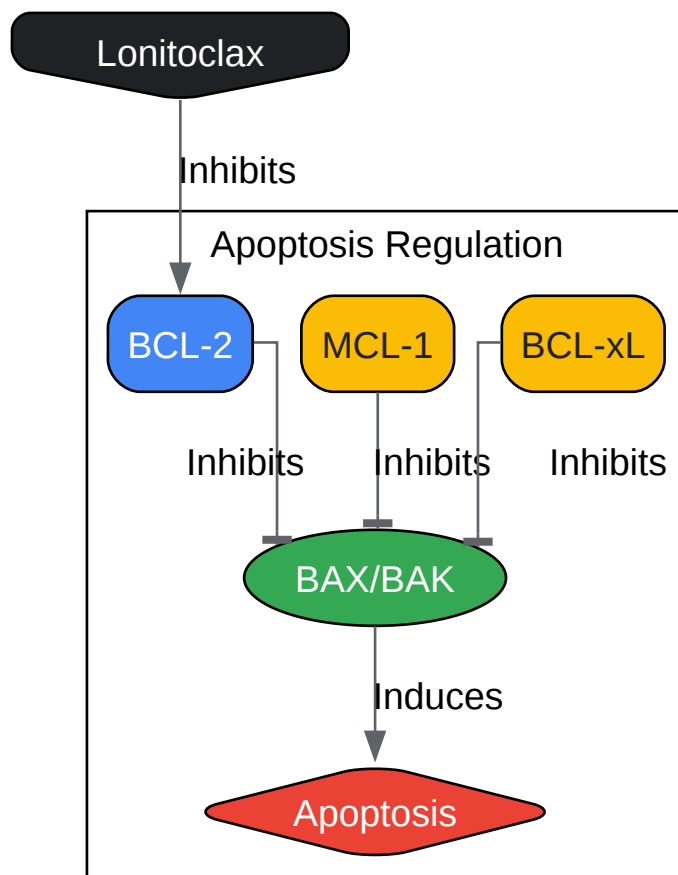 Lonitoclax
Inhibits
Apoptosis Regulation
BCL-2
MCL-1
BCL-xL
Inhibits
Inhibits
Inhibits
BAX/BAK
Induces
Apoptosis